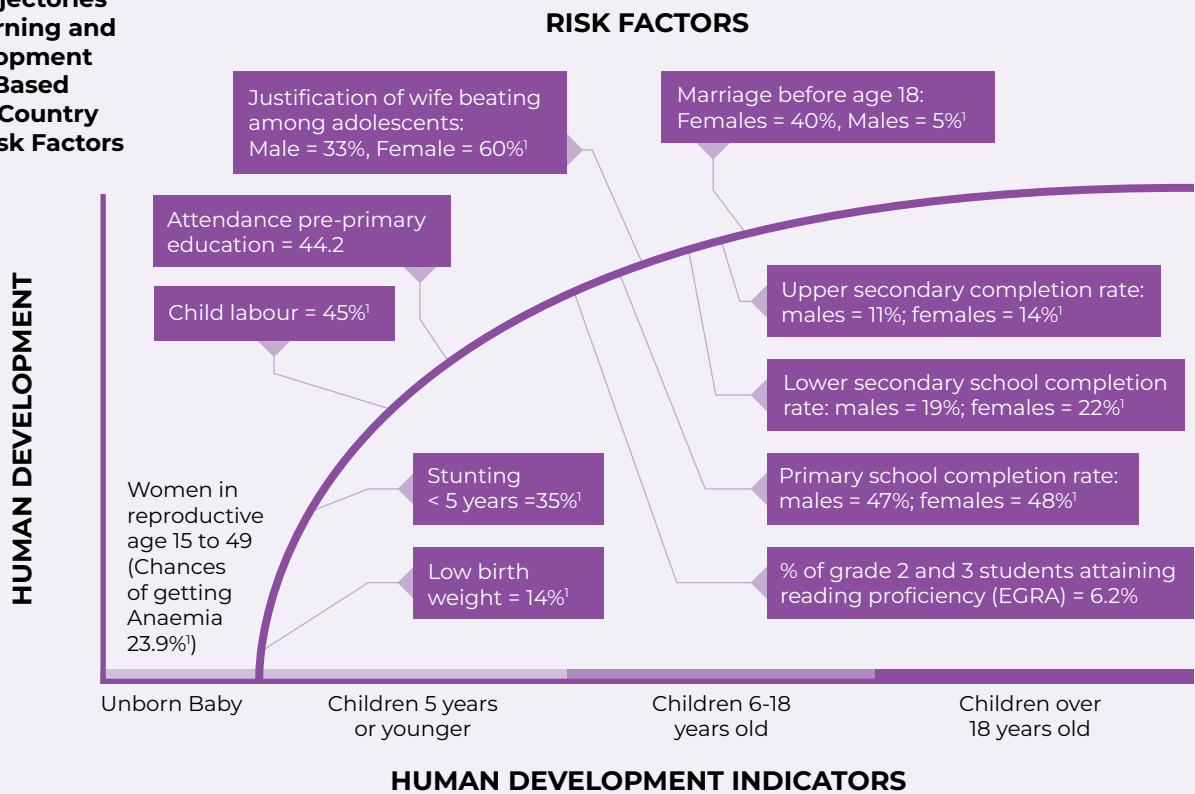 rning and
opment
Based
Country
sk Factors
RISK FACTORS
Justification of wife beating
among adolescents:
Male = 33%, Female = 60%¹
Marriage before age 18:
Females = 40%, Males = 5%¹
Attendance pre-primary
education = 44.2
Child labour = 45%¹
Upper secondary completion rate:
males = 11%; females = 14%¹
Lower secondary school completion
rate: males = 19%; females = 22%¹
Stunting
< 5 years =35%¹
Primary school completion rate:
males = 47%; females = 48%¹
Women in
reproductive
age 15 to 49
(Chances
of getting
Anaemia
23.9%¹)
Low birth
weight = 14%¹
% of grade 2 and 3 students attaining
reading proficiency (EGRA) = 6.2%
HUMAN DEVELOPMENT
Unborn Baby
Children 5 years
or younger
Children 6-18
years old
Children over
18 years old
HUMAN DEVELOPMENT INDICATORS